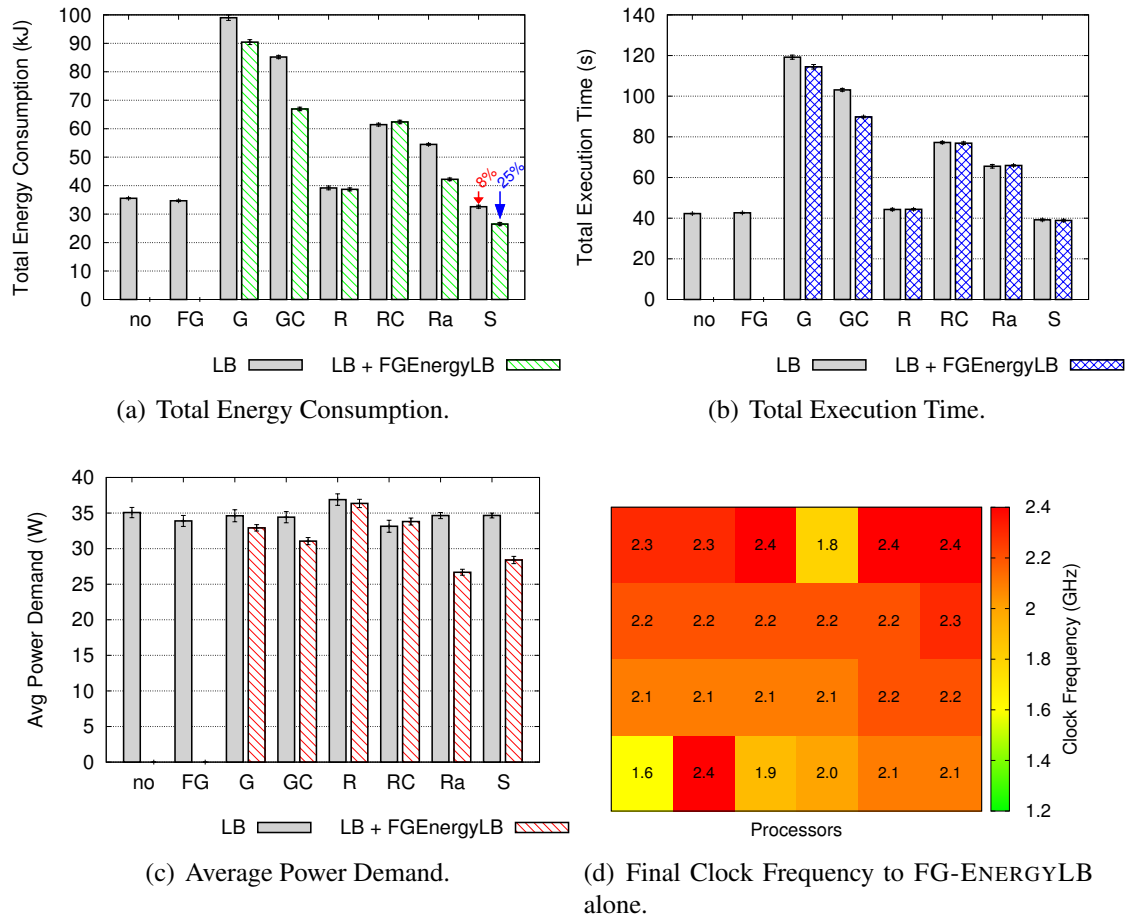 Total Energy Consumption (kJ)
100
90
80
70
60
50
40
30
20
10
0
8%
25%
no FG G GC R RC Ra S
LB LB + FGEnergyLB
(a) Total Energy Consumption.
Total Execution Time (s)
140
120
100
80
60
40
20
0
no FG G GC R RC Ra S
LB LB + FGEnergyLB
(b) Total Execution Time.
Avg Power Demand (W)
40
35
30
25
20
15
10
5
0
no FG G GC R RC Ra S
LB LB + FGEnergyLB
(c) Average Power Demand.
2.3 2.3 2.4 1.8 2.4 2.4
2.2 2.2 2.2 2.2 2.2 2.3
2.1 2.1 2.1 2.1 2.2 2.2
1.6 2.4 1.9 2.0 2.1 2.1
Processors
2.4
2.2
2
1.8
1.6
1.4
1.2
Clock Frequency (GHz)
(d) Final Clock Frequency to FG-ENERGYLB
alone.